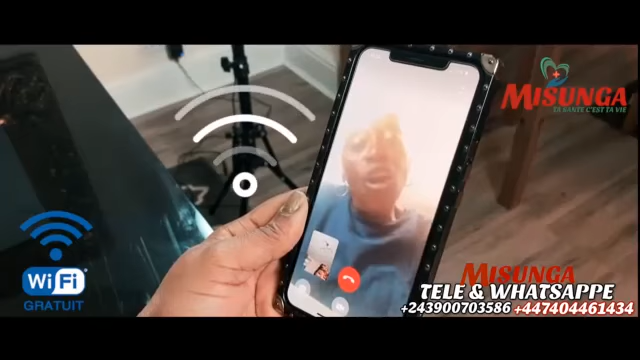 MISUNGA
TA SANTE C'EST TA VIE
Wi Fi
GRATUIT
MISUNGA
TELE & WHATSAPPE
+243900703586 +447404461434